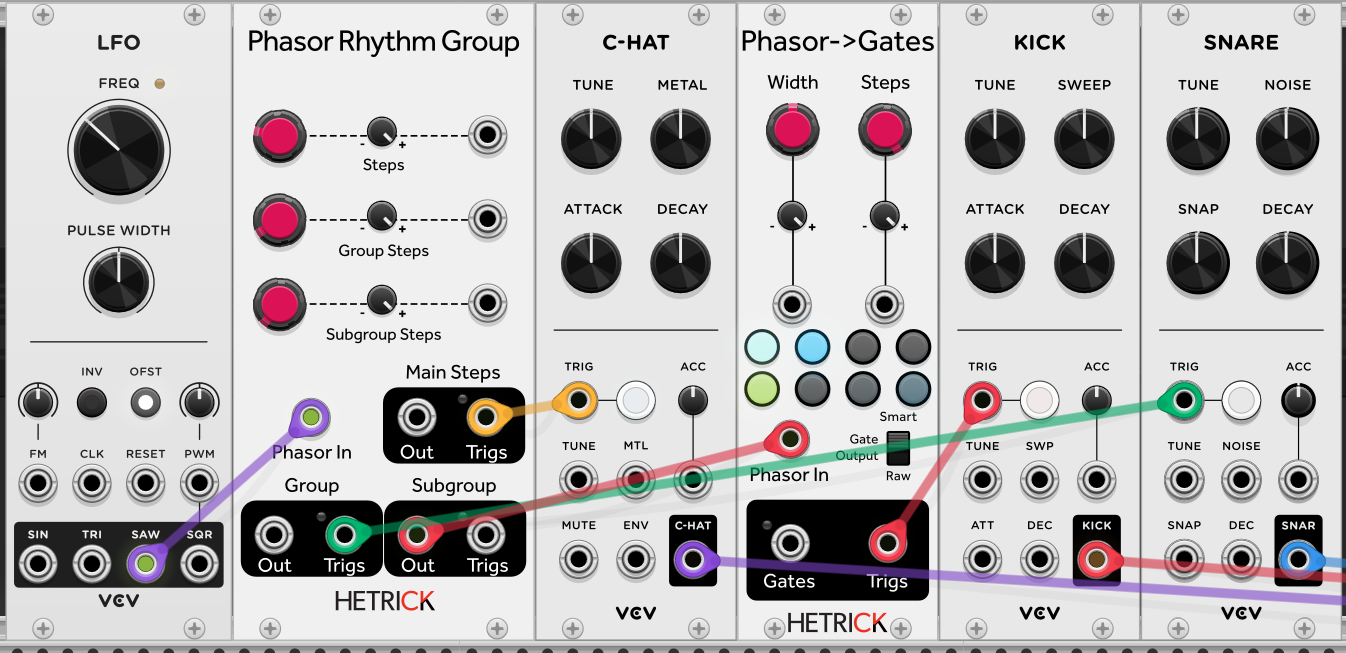 LFO
FREQ
PULSE WIDTH
INV OFST
FM CLK RESET PWM
SIN TRI SAW SQR
VCV
Phasor Rhythm Group
- +
Steps
- +
Group Steps
- +
Subgroup Steps
Main Steps
Out Trigs
Phasor In
Group Subgroup
Out Trigs Out Trigs
HETRICK
C-HAT
TUNE METAL
ATTACK DECAY
TRIG ACC
TUNE MTL
MUTE ENV C-HAT
VCV
Phasor->Gates
Width Steps
- + - +
Smart
Gate
Output
Raw
Phasor In
Gates Trigs
HETRICK
KICK
TUNE SWEEP
ATTACK DECAY
TRIG ACC
TUNE SWP
ATT DEC KICK
VCV
SNARE
TUNE NOISE
SNAP DECAY
TRIG ACC
TUNE NOISE
SNAP DEC SNAR
VCV